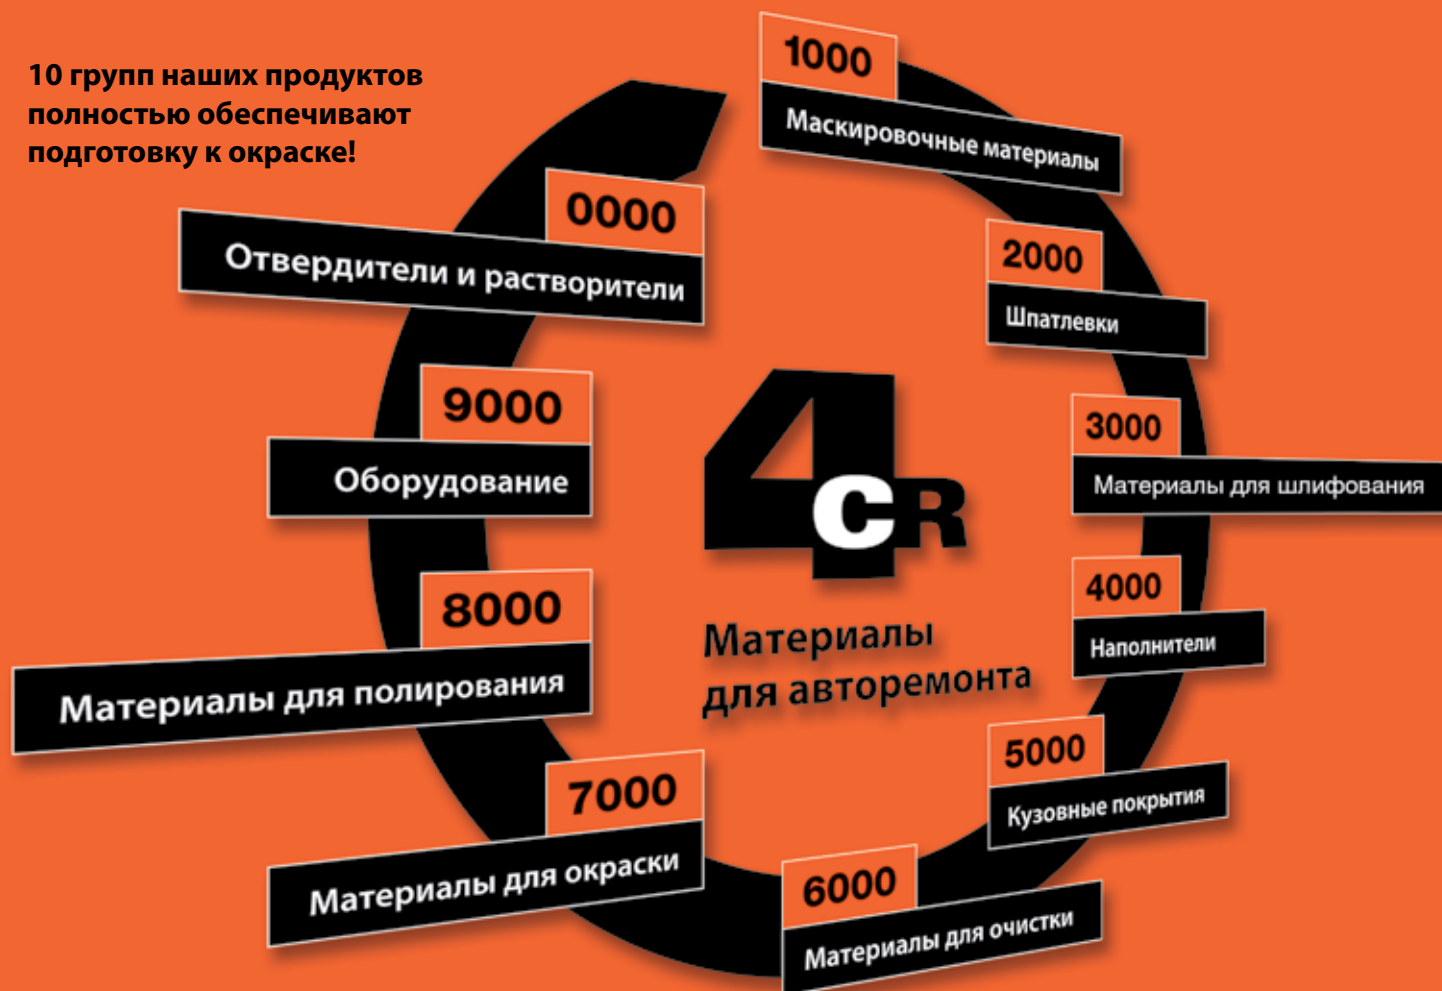 10 групп наших продуктов
полностью обеспечивают
подготовку к окраске!
1000
Маскировочные материалы
2000
Шпатлевки
3000
Материалы для шлифования
4000
Наполнители
5000
Кузовные покрытия
6000
Материалы для очистки
7000
Материалы для окраски
8000
Материалы для полирования
9000
Оборудование
0000
Отвердители и растворители
4CR
Материалы
для авторемонта